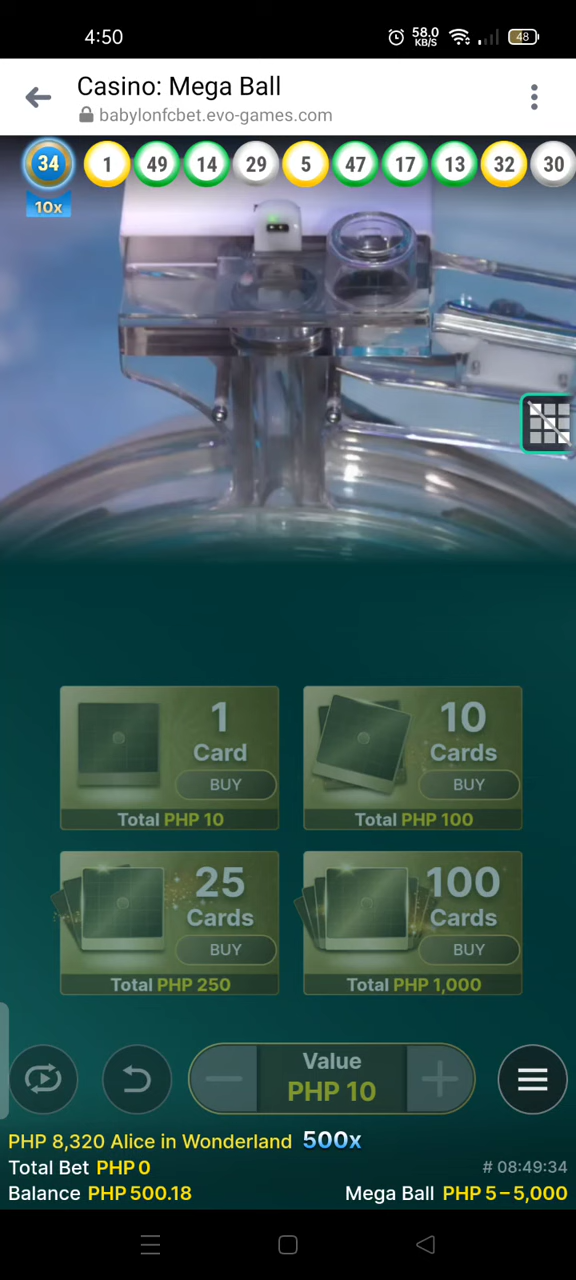 4:50
58.0
KB/S
48
Casino: Mega Ball
babylonfcbet.evo-games.com
34 1 49 14 29 5 47 17 13 32 30
10x
1
Card
BUY
Total PHP 10
10
Cards
BUY
Total PHP 100
25
Cards
BUY
Total PHP 250
100
Cards
BUY
Total PHP 1,000
Value
PHP 10
PHP 8,320 Alice in Wonderland 500x
Total Bet PHP 0
# 08:49:34
Balance PHP 500.18
Mega Ball PHP 5–5,000